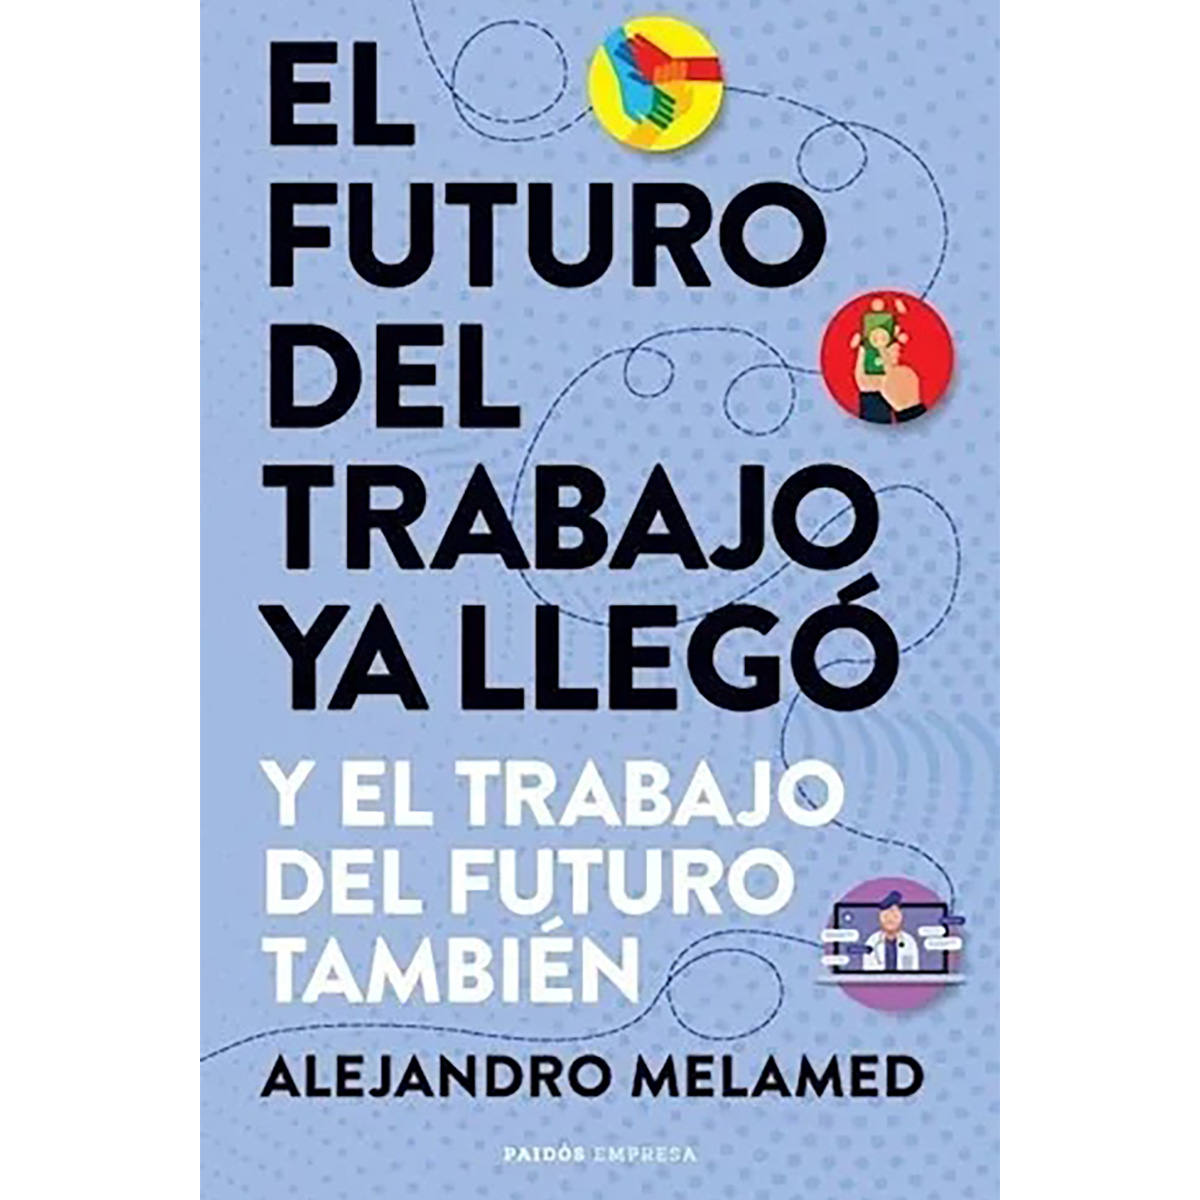 EL
FUTURO
DEL
TRABAJO
YA LLEGÓ
Y EL TRABAJO
DEL FUTURO
TAMBIÉN
ALEJANDRO MELAMED
PAIDÓS EMPRESA